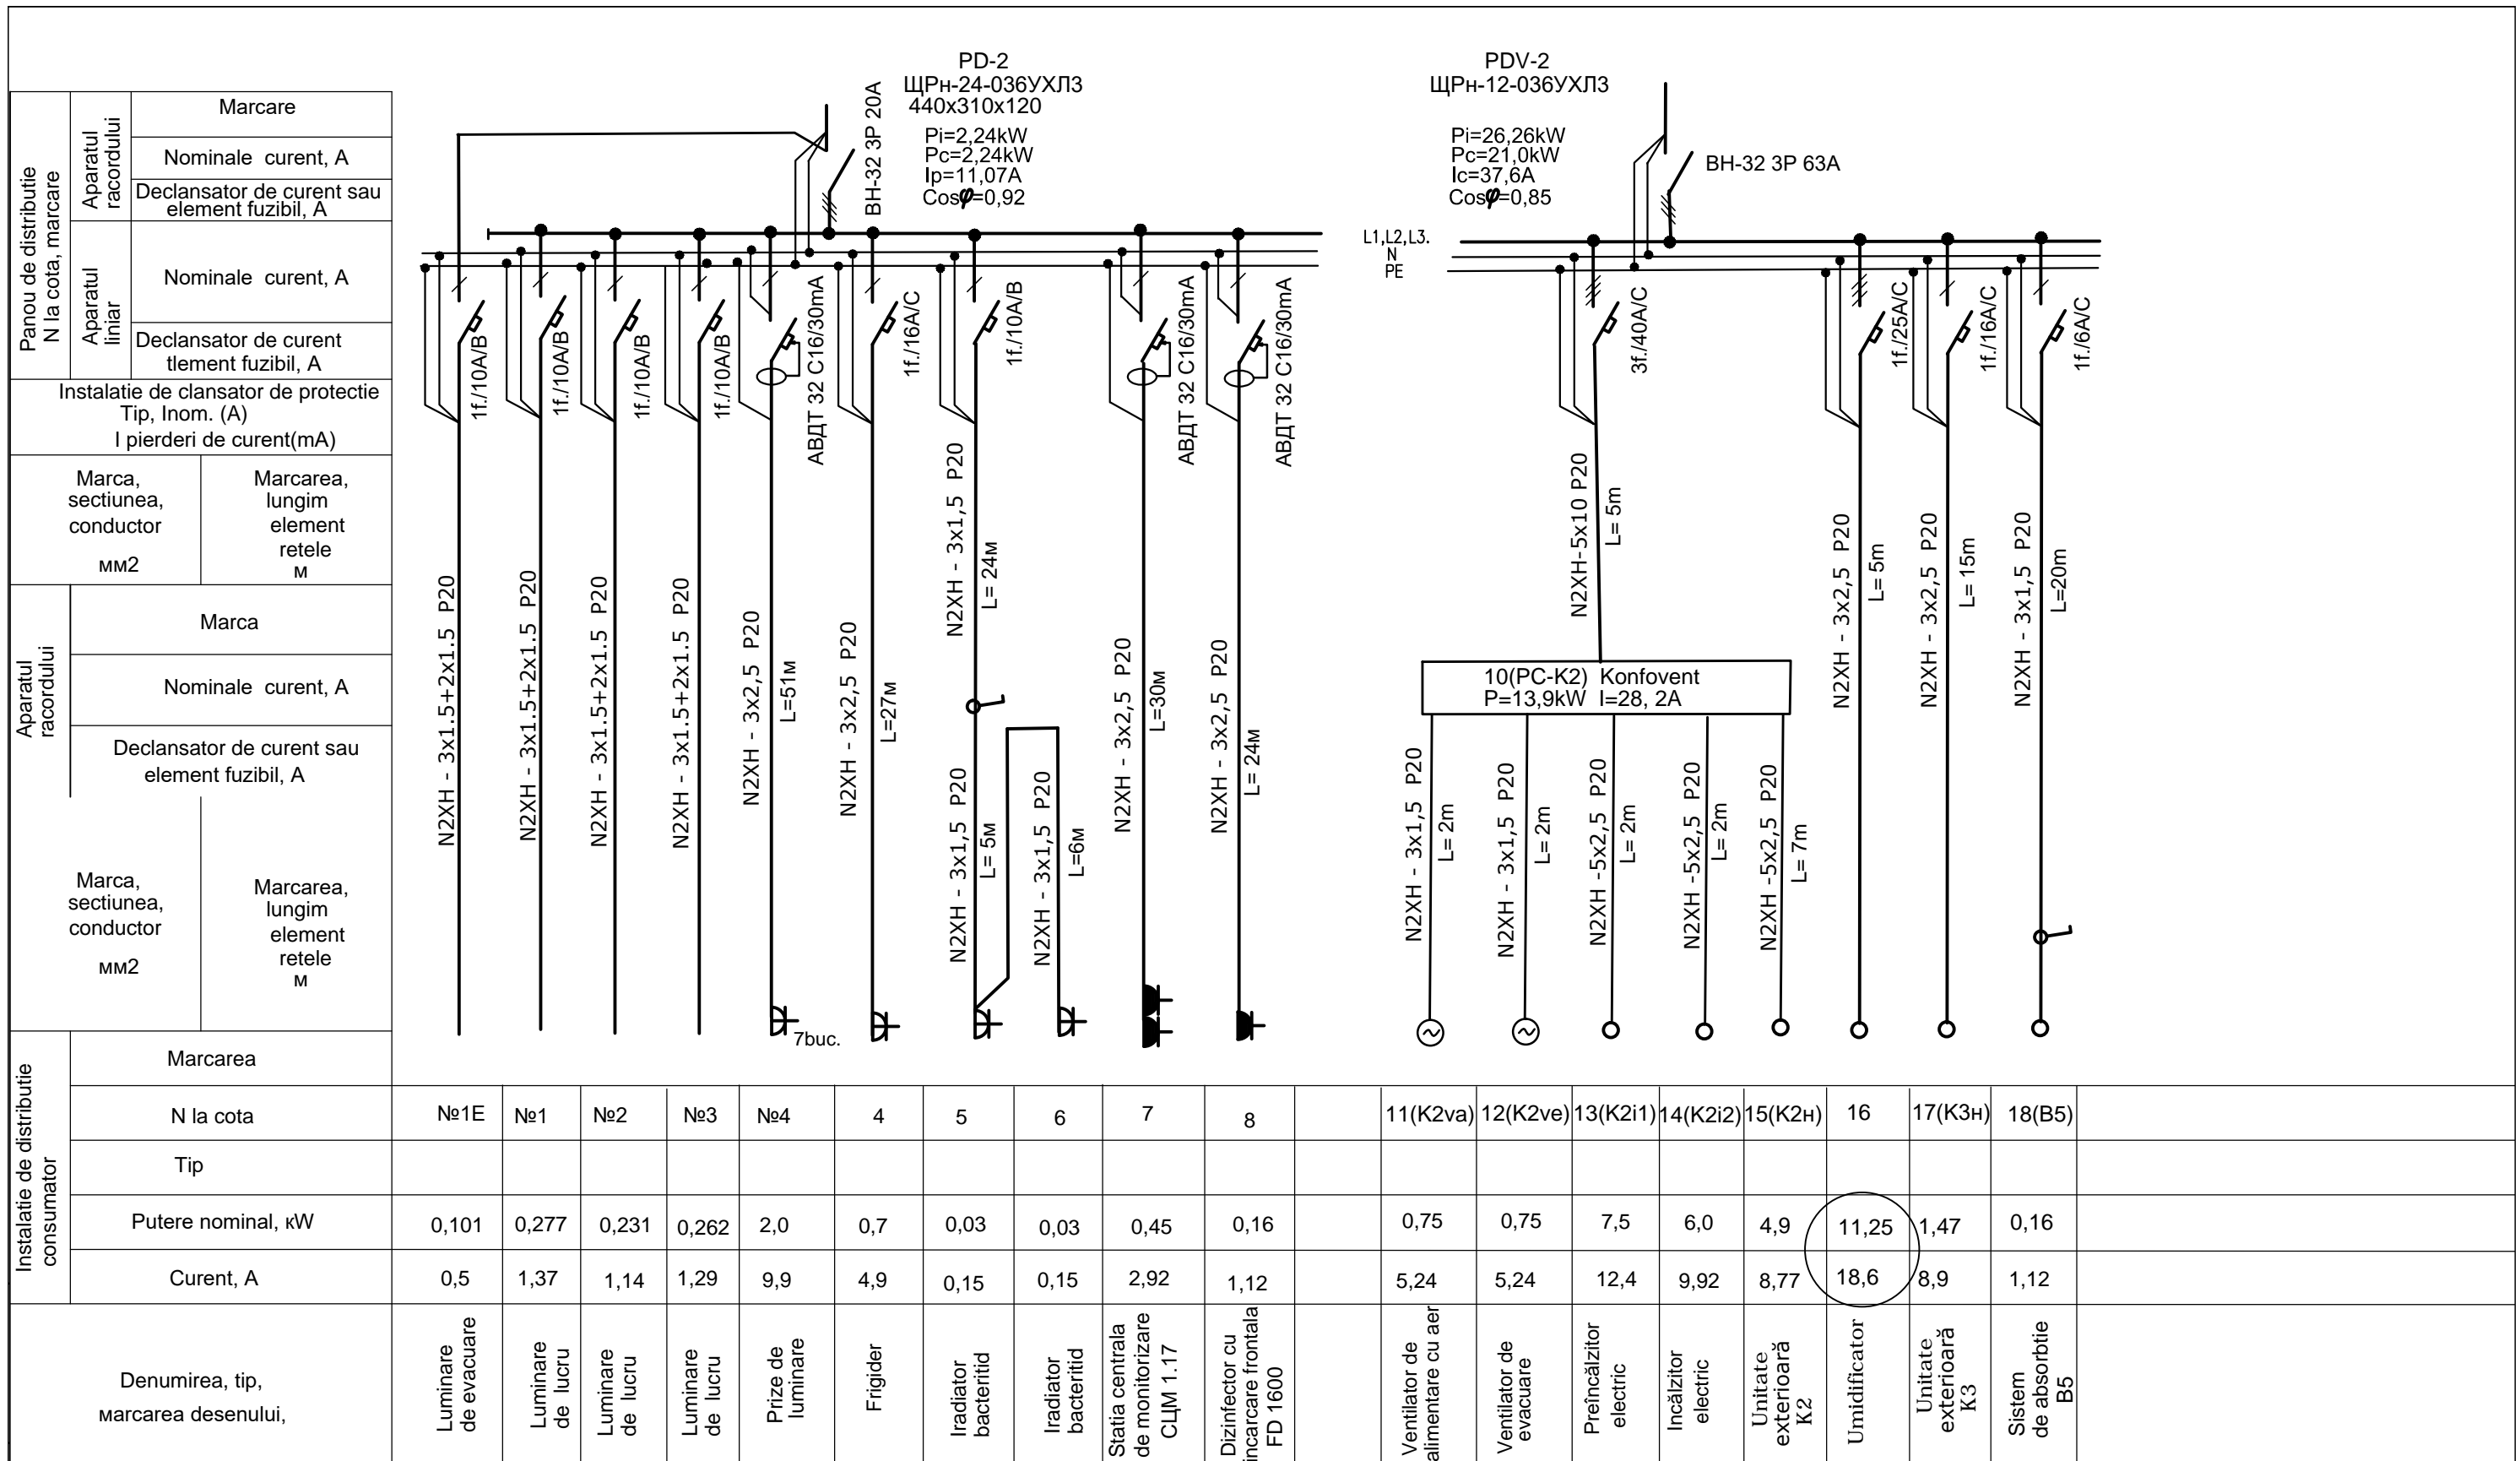 PD-2
ЩРн-24-036УХЛ3
440x310x120
Pi=2,24kW
Pc=2,24kW
Ip=11,07A
Cosφ=0,92
ВН-32 3Р 20А
PDV-2
ЩРн-12-036УХЛ3
Pi=26,26kW
Pc=21,0kW
Ic=37,6A
Cosφ=0,85
ВН-32 3Р 63А
L1,L2,L3.
N
PE
Panou de distributie
N la cota, marcare
Aparatul
racordului
Marcare
Nominale curent, A
Declansator de curent sau
element fuzibil, A
Aparatul
liniar
Nominale curent, A
Declansator de curent
tlement fuzibil, A
Instalatie de clansator de protectie
Tip, Inom. (A)
I pierderi de curent(mA)
Marca,
sectiunea,
conductor
мм2
Marcarea,
lungim
element
retele
м
Aparatul
racordului
Marca
Nominale curent, A
Declansator de curent sau
element fuzibil, A
Marca,
sectiunea,
conductor
мм2
Marcarea,
lungim
element
retele
м
1f./10A/B
1f./10A/B
1f./10A/B
1f./10A/B
АВДТ 32 С16/30mA
1f./16A/C
1f./10A/B
АВДТ 32 С16/30mA
АВДТ 32 С16/30mA
3f./40A/C
1f./25A/C
1f./16A/C
1f./6A/C
N2XH - 3x1.5+2x1.5 P20
N2XH - 3x1.5+2x1.5 P20
N2XH - 3x1.5+2x1.5 P20
N2XH - 3x1.5+2x1.5 P20
N2XH - 3x2,5 P20
L=51м
N2XH - 3x2,5 P20
L=27м
N2XH - 3x1,5 P20
L= 24м
N2XH - 3x1,5 P20
L= 5м
N2XH - 3x1,5 P20
L=6м
N2XH - 3x2,5 P20
L=30м
N2XH - 3x2,5 P20
L= 24м
N2XH-5x10 P20
L= 5m
10(PC-K2) Konfovent
P=13,9kW I=28, 2A
N2XH - 3x1,5 P20
L= 2m
N2XH - 3x1,5 P20
L= 2m
N2XH -5x2,5 P20
L= 2m
N2XH -5x2,5 P20
L= 2m
N2XH -5x2,5 P20
L= 7m
N2XH - 3x2,5 P20
L= 5m
N2XH - 3x2,5 P20
L= 15m
N2XH - 3x1,5 P20
L=20m
7buc.
Instalatie de distributie
consumator
Marcarea
N la cota
№1E
№1
№2
№3
№4
4
5
6
7
8
11(K2va)
12(K2ve)
13(K2i1)
14(K2i2)
15(K2н)
16
17(K3н)
18(B5)
Tip
Putere nominal, кW
0,101
0,277
0,231
0,262
2,0
0,7
0,03
0,03
0,45
0,16
0,75
0,75
7,5
6,0
4,9
11,25
1,47
0,16
Curent, A
0,5
1,37
1,14
1,29
9,9
4,9
0,15
0,15
2,92
1,12
5,24
5,24
12,4
9,92
8,77
18,6
8,9
1,12
Denumirea, tip,
маrcarea desenului,
Luminare
de evacuare
Luminare
de lucru
Luminare
de lucru
Luminare
de lucru
Prize de
luminare
Frigider
Iradiator
bacteritid
Iradiator
bacteritid
Statia centrala
de monitorizare
СЦМ 1.17
Dizinfector cu
incarcare frontala
FD 1600
Ventilator de
alimentare cu aer
Ventilator de
evacuare
Preîncălzitor
electric
Incălzitor
electric
Unitate
exterioară
K2
Umidificator
Unitate
exterioară
K3
Sistem
de absorbtie
B5